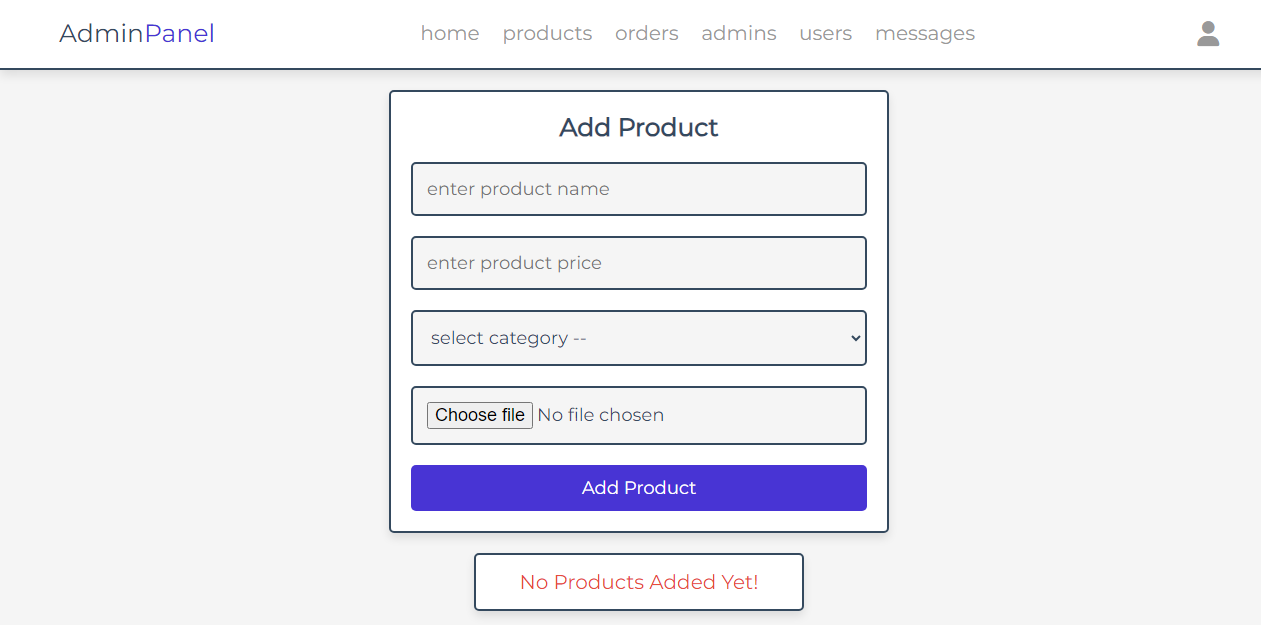 AdminPanel home products orders admins users messages
Add Product
enter product name
enter product price
select category --
Choose file No file chosen
Add Product
No Products Added Yet!